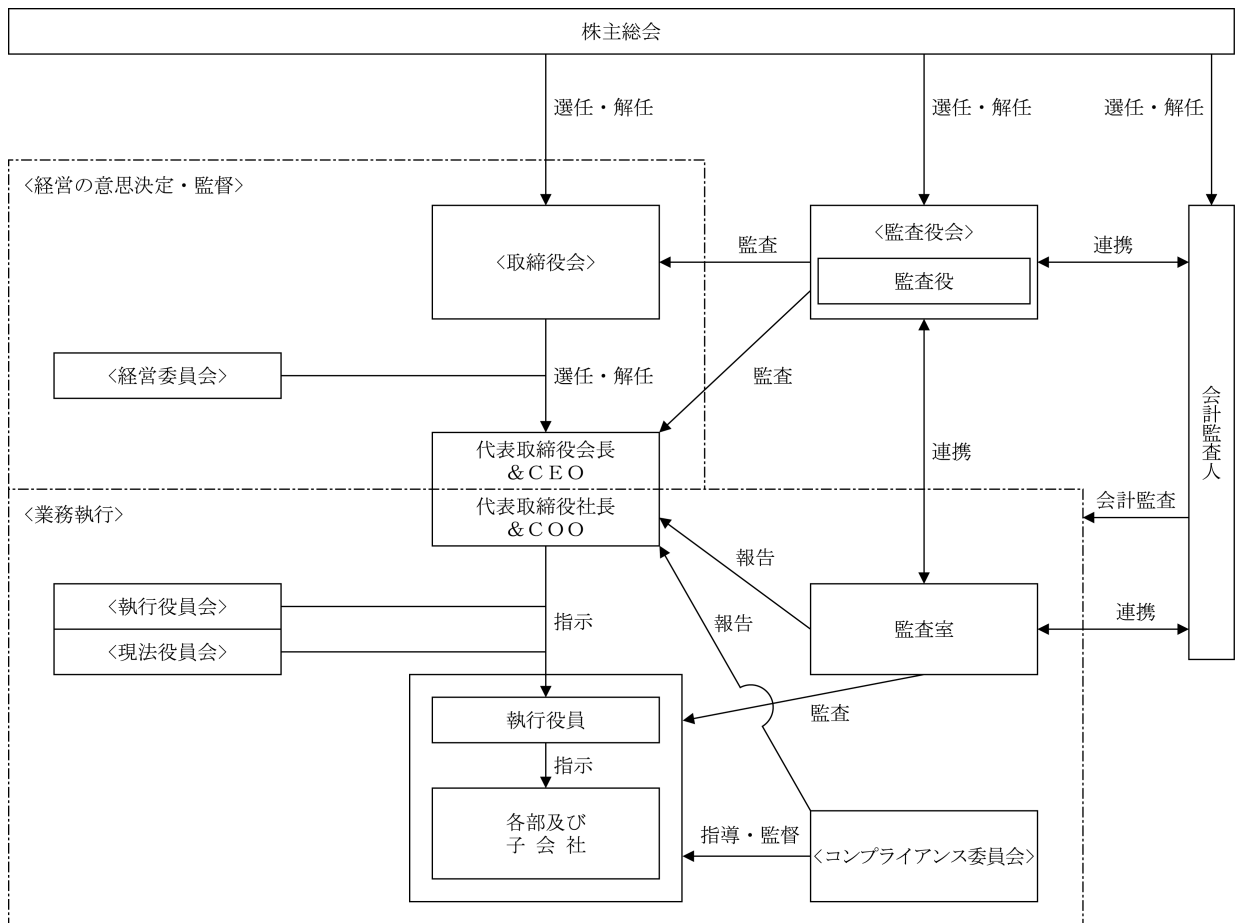 株主総会
選任・解任
選任・解任
選任・解任
<経営の意思決定・監督>
<取締役会>
監査
<監査役会>
監査役
連携
<経営委員会>
選任・解任
監査
会計監査人
代表取締役会長
&CEO
連携
<業務執行>
代表取締役社長
&COO
会計監査
報告
<執行役員会>
<現法役員会>
指示
報告
監査室
連携
執行役員
監査
指示
各部及び
子会社
指導・監督
<コンプライアンス委員会>